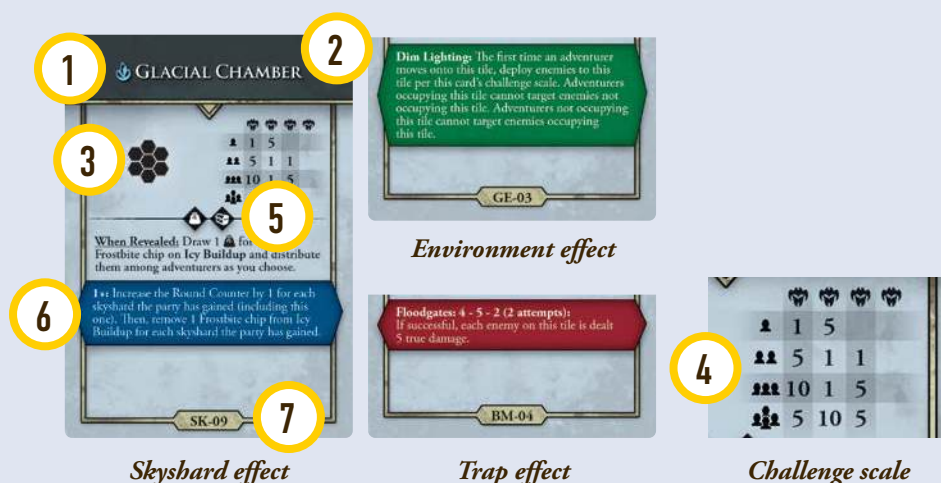 1
GLACIAL CHAMBER
2
3
1 5
5 1 1
10 1 5
5
When Revealed: Draw 1 for
Frostbite chip on Icy Buildup and distribute
them among adventurers as you choose.
6
1 : Increase the Round Counter by 1 for each
skyshard the party has gained (including this
one). Then, remove 1 Frostbite chip from Icy
Buildup for each skyshard the party has gained.
SK-09
7
Skyshard effect
Dim Lighting: The first time an adventurer
moves onto this tile, deploy enemies to this
tile per this card's challenge scale. Adventurers
occupying this tile cannot target enemies not
occupying this tile. Adventurers not occupying
this tile cannot target enemies occupying
this tile.
GE-03
Environment effect
Floodgates: 4 - 5 - 2 (2 attempts):
If successful, each enemy on this tile is dealt
5 true damage.
BM-04
Trap effect
4
1 5
5 1 1
10 1 5
5 10 5
Challenge scale